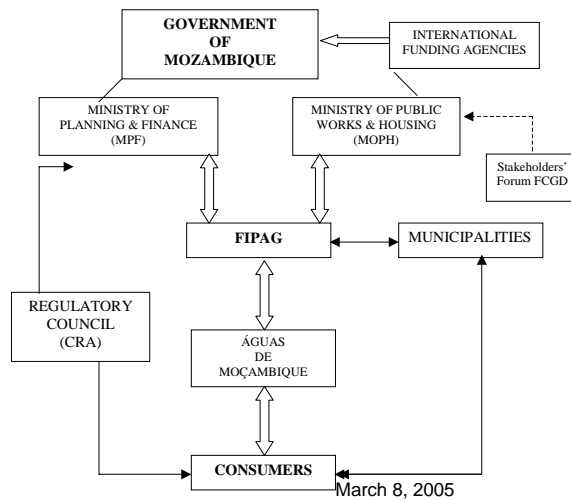 GOVERNMENT
OF
MOZAMBIQUE
INTERNATIONAL
FUNDING AGENCIES
MINISTRY OF
PLANNING & FINANCE
(MPF)
MINISTRY OF PUBLIC
WORKS & HOUSING
(MOPH)
Stakeholders'
Forum FCGD
FIPAG
MUNICIPALITIES
REGULATORY
COUNCIL
(CRA)
ÁGUAS
DE
MOÇAMBIQUE
CONSUMERS
March 8, 2005